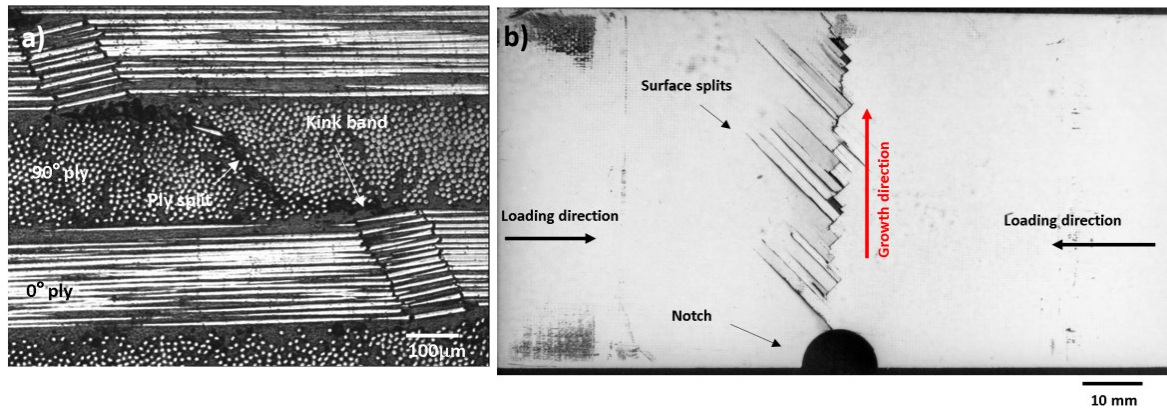 a)
Kink band
90° ply
Ply split
0° ply
100μm
b)
Surface splits
Growth direction
Loading direction
Loading direction
Notch
10 mm